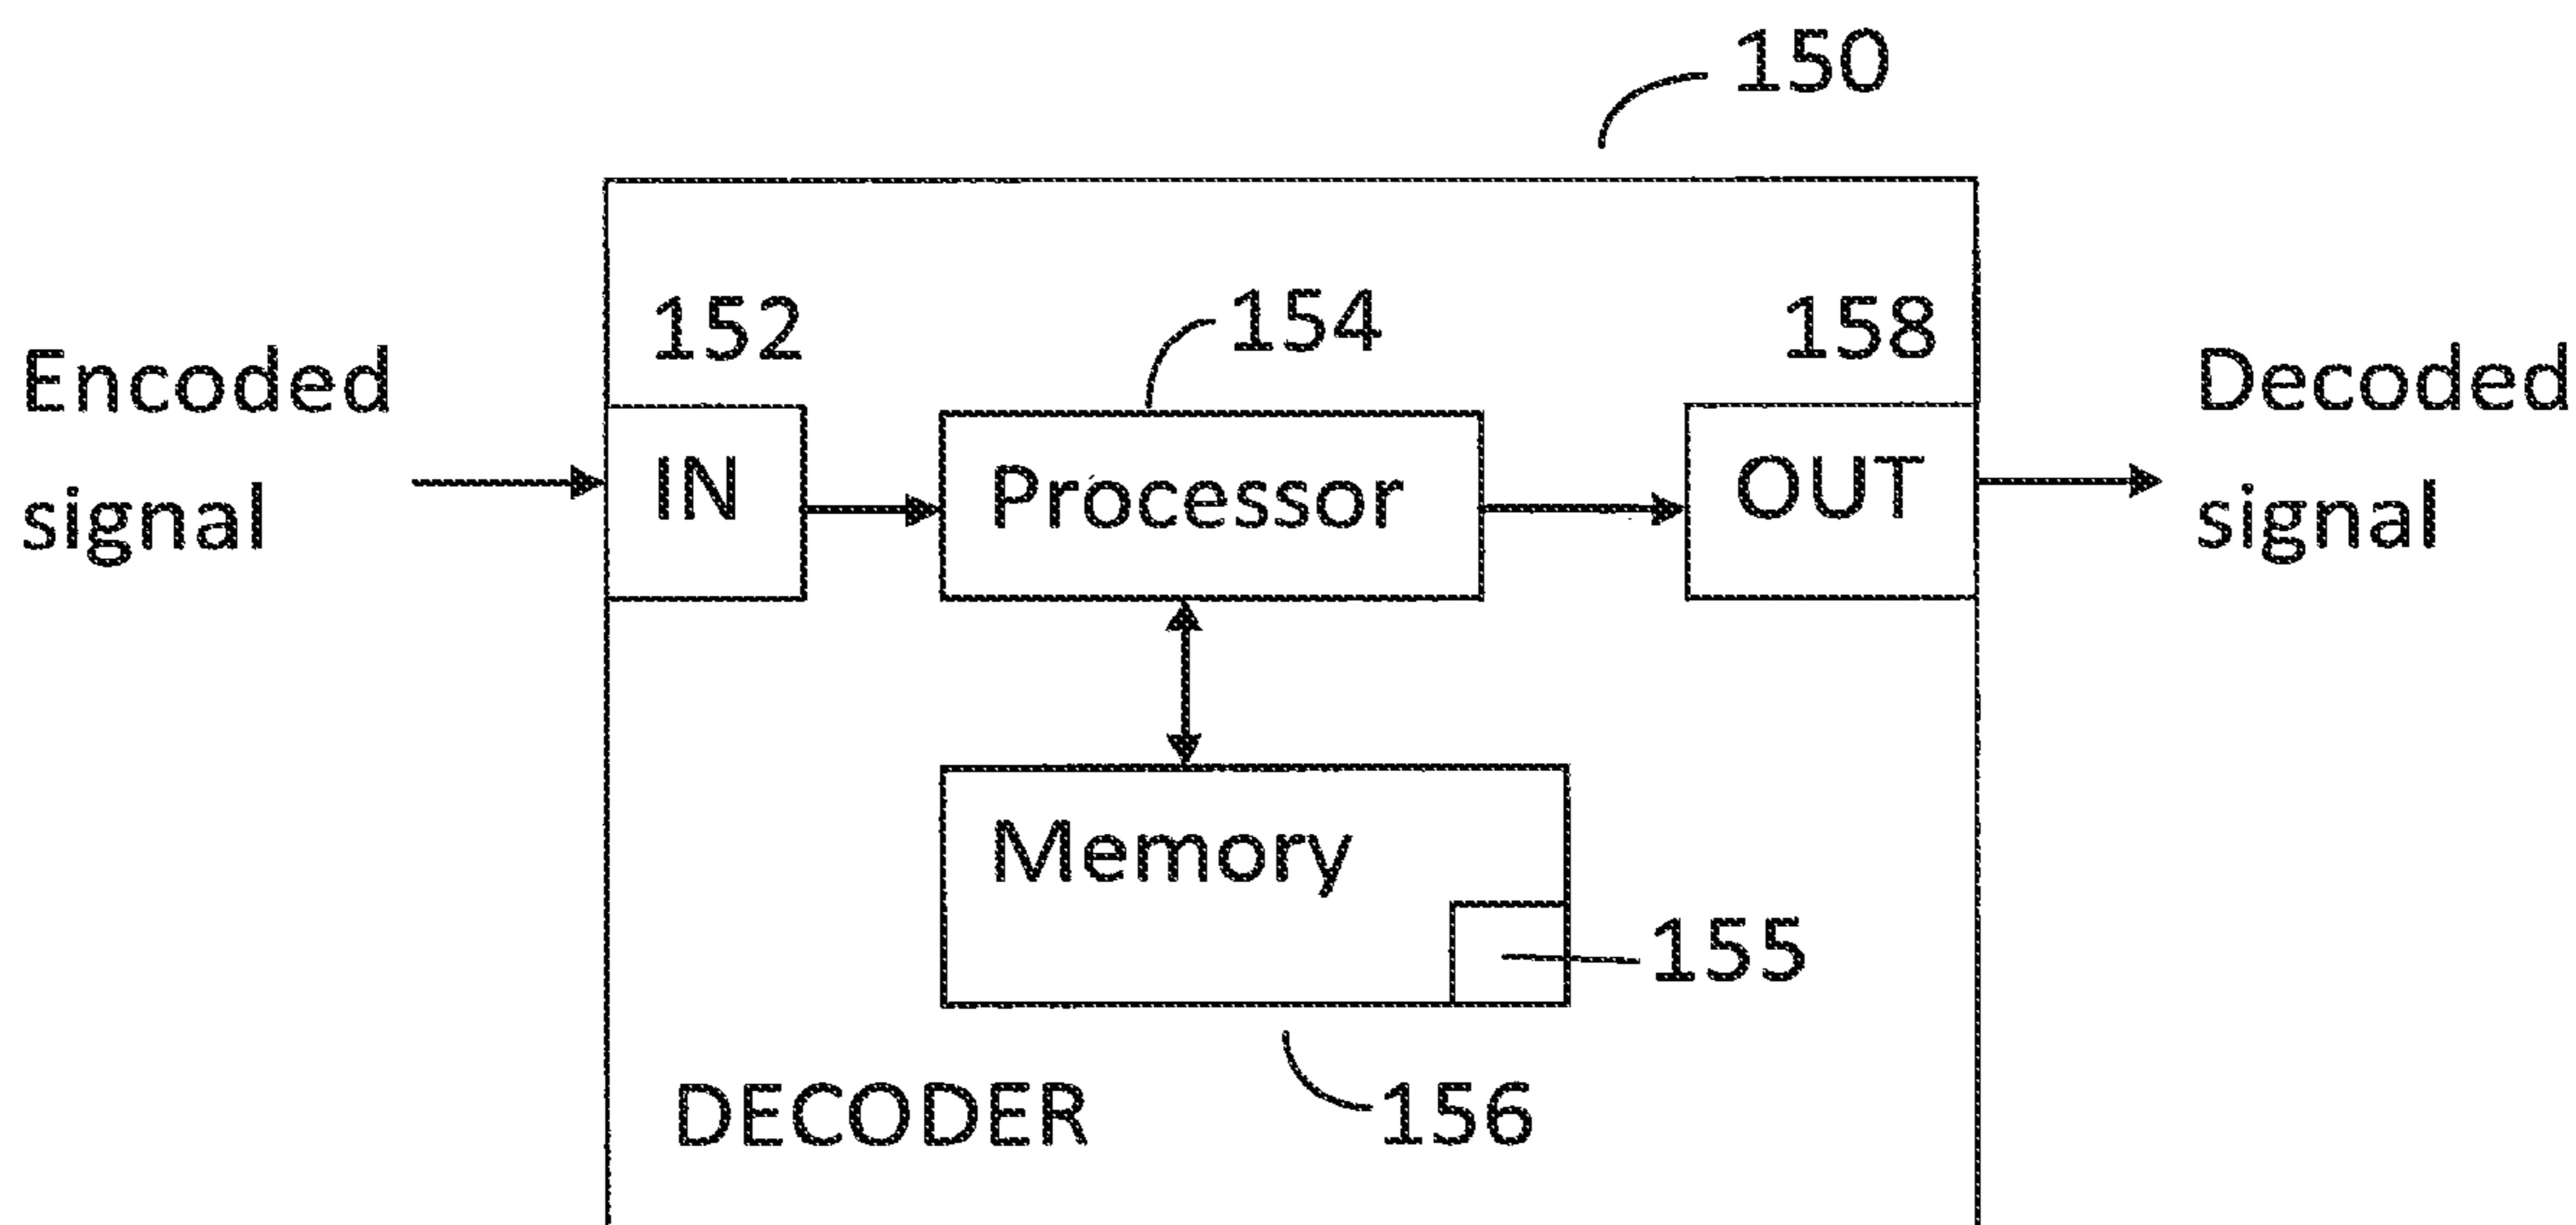 150
152
154
158
Encoded
signal
IN
Processor
OUT
Decoded
signal
Memory
155
DECODER
156